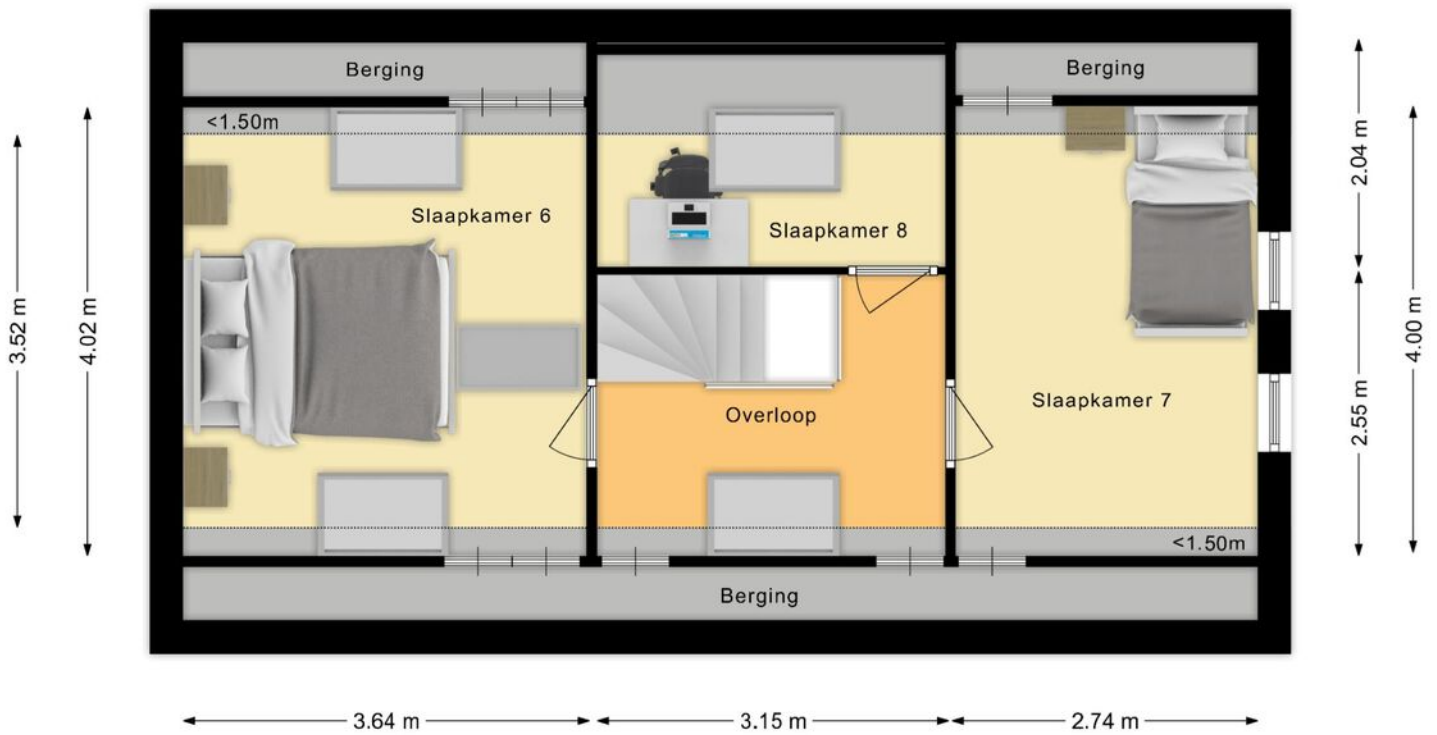 Berging
Berging
<1.50m
Slaapkamer 6
Slaapkamer 8
Slaapkamer 7
Overloop
<1.50m
Berging
3.52 m
4.02 m
2.04 m
2.55 m
4.00 m
3.64 m
3.15 m
2.74 m